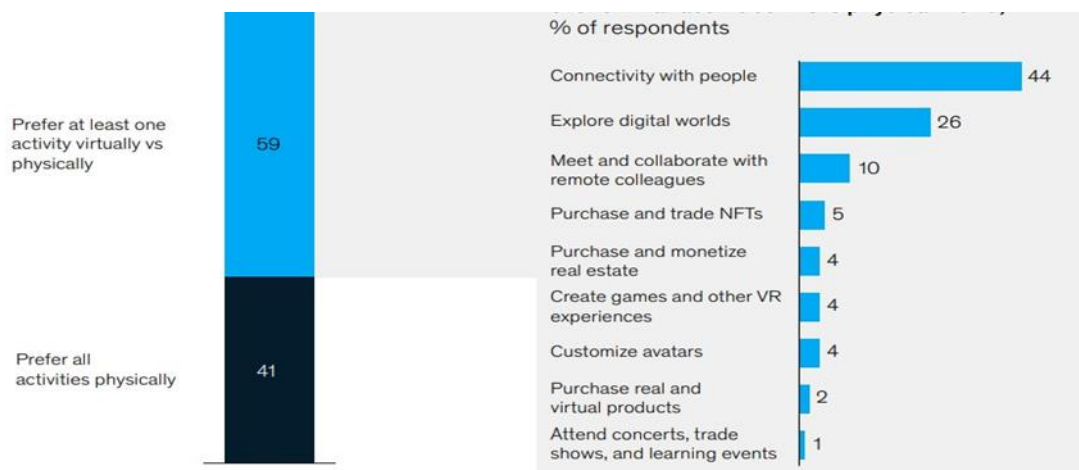 % of respondents
Prefer at least one
activity virtually vs
physically
59
Prefer all
activities physically
41
Connectivity with people
44
Explore digital worlds
26
Meet and collaborate with
remote colleagues
10
Purchase and trade NFTs
5
Purchase and monetize
real estate
4
Create games and other VR
experiences
4
Customize avatars
4
Purchase real and
virtual products
2
Attend concerts, trade
shows, and learning events
1